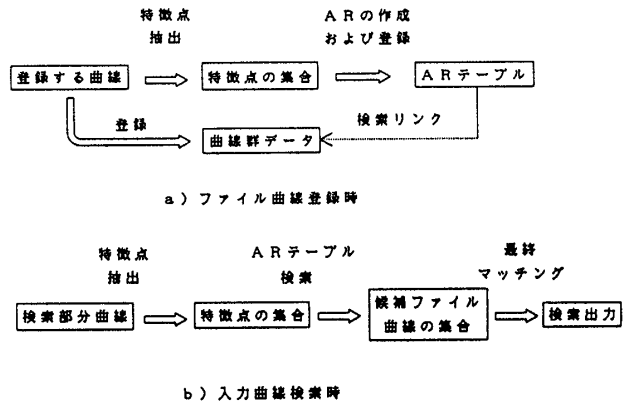 特徴点
抽出
ARの作成
および登録
登録する曲線
特徴点の集合
ARテーブル
登録
曲線群データ
検索リンク
a)ファイル曲線登録時
特徴点
抽出
ARテーブル
検索
最終
マッチング
検索部分曲線
特徴点の集合
候補ファイル
曲線の集合
検索出力
b)入力曲線検索時